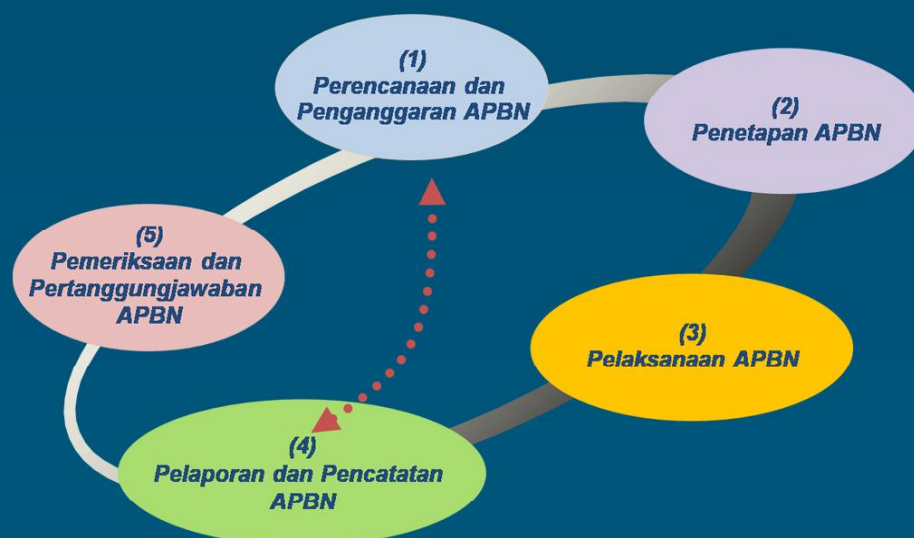 (1)
Perencanaan dan
Penganggaran APBN
(2)
Penetapan APBN
(3)
Pelaksanaan APBN
(4)
Pelaporan dan Pencatatan
APBN
(5)
Pemeriksaan dan
Pertanggungjawaban
APBN